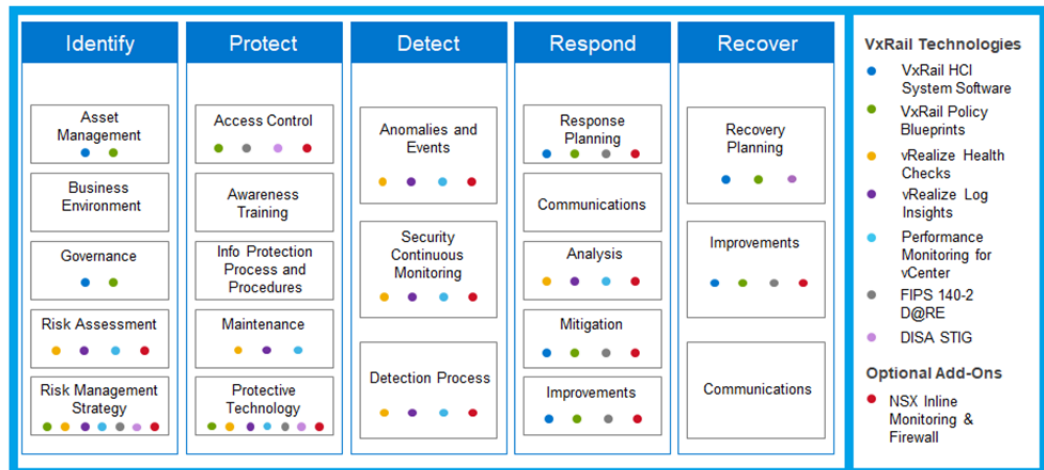 Identify
Asset
Management
Business
Environment
Governance
Risk Assessment
Risk Management
Strategy
Protect
Access Control
Awareness
Training
Info Protection
Process and
Procedures
Maintenance
Protective
Technology
Detect
Anomalies and
Events
Security
Continuous
Monitoring
Detection Process
Respond
Response
Planning
Communications
Analysis
Mitigation
Improvements
Recover
Recovery
Planning
Improvements
Communications
VxRail Technologies
VxRail HCI
System Software
VxRail Policy
Blueprints
vRealize Health
Checks
vRealize Log
Insights
Performance
Monitoring for
vCenter
FIPS 140-2
D@RE
DISA STIG
Optional Add-Ons
NSX Inline
Monitoring &
Firewall